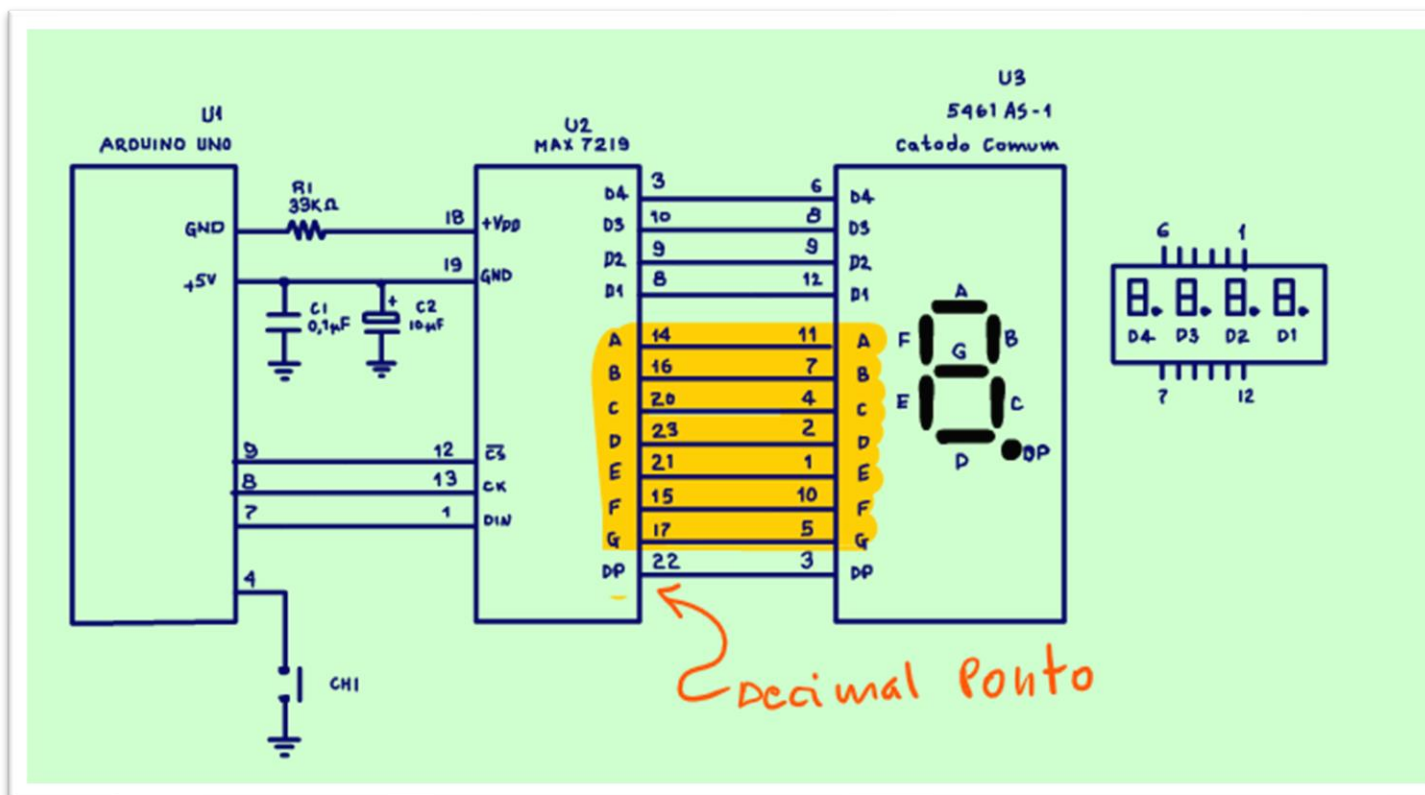 U1
ARDUINO UNO
GND
+5V
R1
33KΩ
C1
0,1µF
+
C2
10µF
9
8
7
4
CH1
U2
MAX 7219
18 +VDD
19 GND
12 CS
13 CK
1 DIN
D4 3 6 D4
D3 10 8 D3
D2 9 9 D2
D1 8 12 D1
A 14 11 A
B 16 7 B
C 20 4 C
D 23 2 D
E 21 1 E
F 15 10 F
G 17 5 G
DP 22 3 DP
Decimal Ponto
U3
5461 AS-1
Catodo Comum
A
F B
G
E C
D DP
6 1
D4 D3 D2 D1
7 12